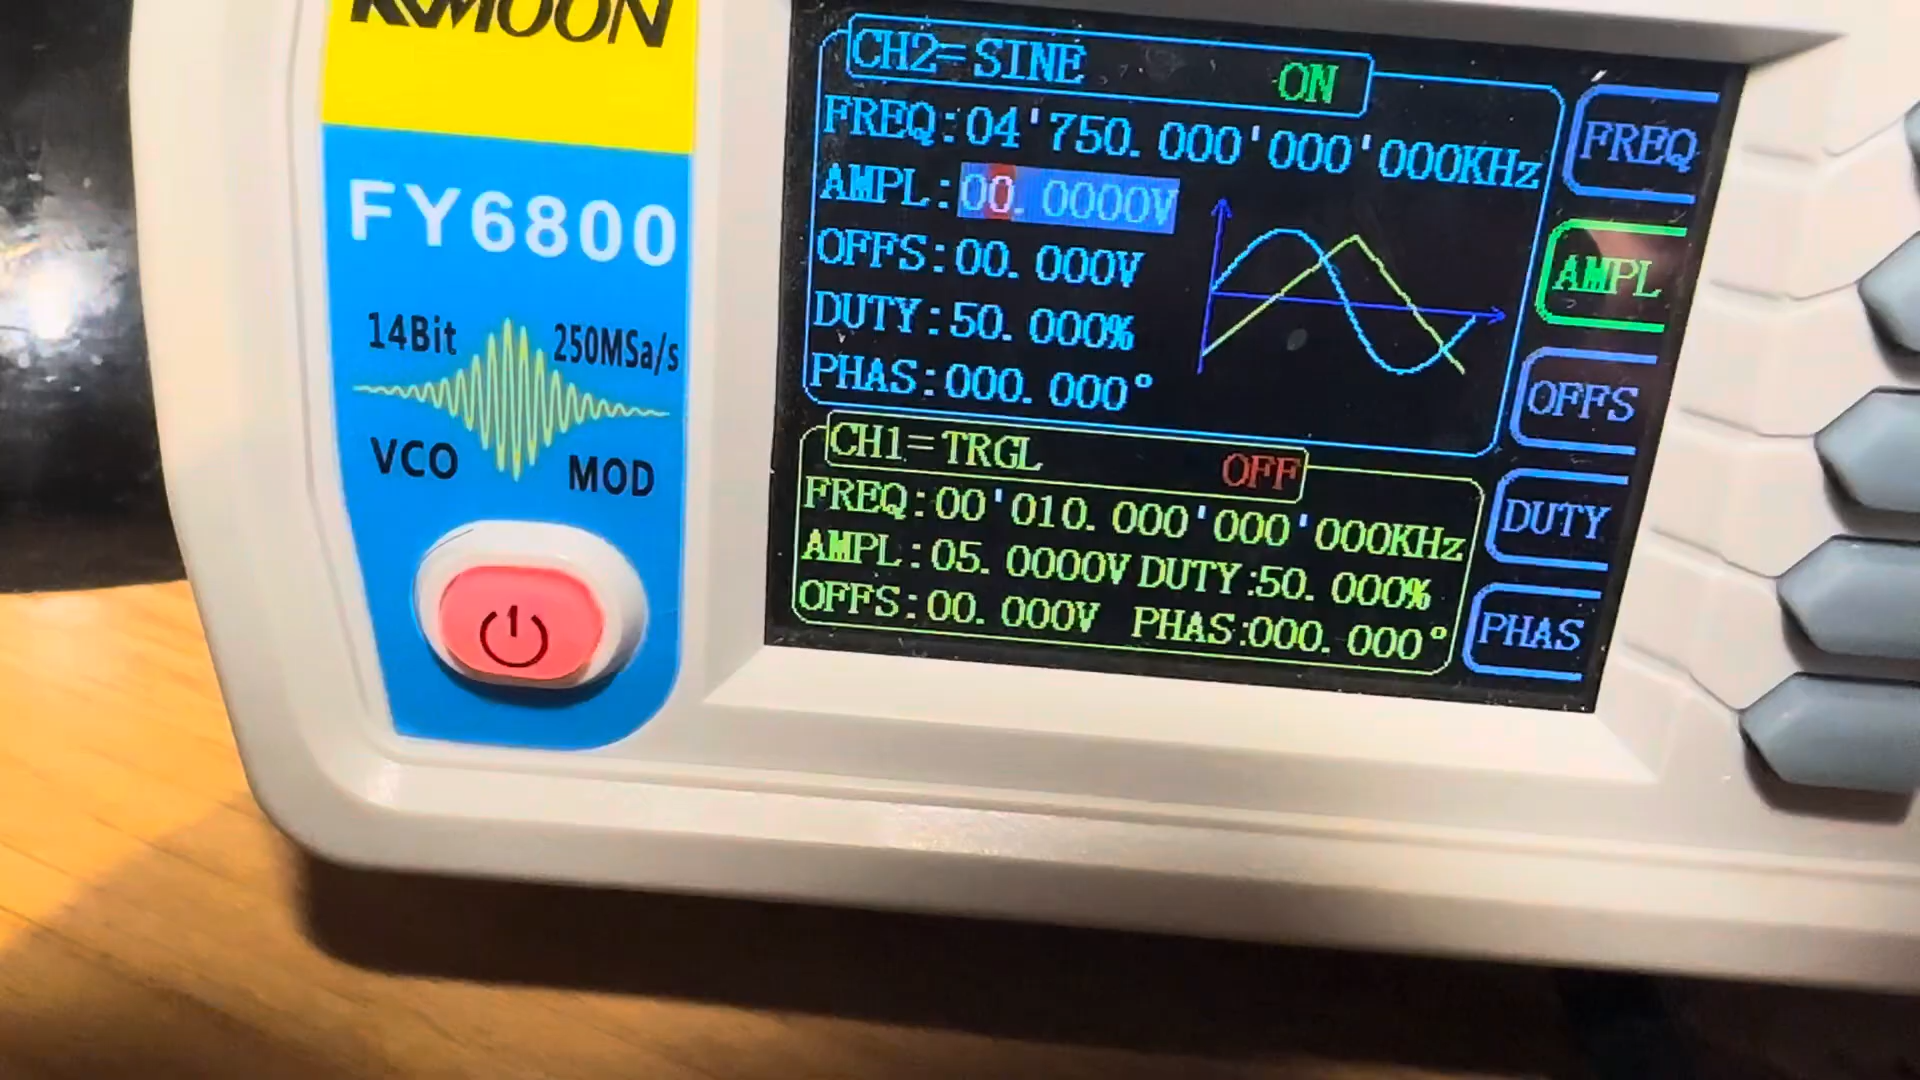 KKMOON
FY6800
14Bit
250MSa/s
VCO
MOD
CH2=SINE ON
FREQ:04'750.000'000'000KHz
AMPL:00.0000V
OFFS:00.000V
DUTY:50.000%
PHAS:000.000°
CH1=TRGL OFF
FREQ:00'010.000'000'000KHz
AMPL:05.0000V DUTY:50.000%
OFFS:00.000V PHAS:000.000°
FREQ
AMPL
OFFS
DUTY
PHAS